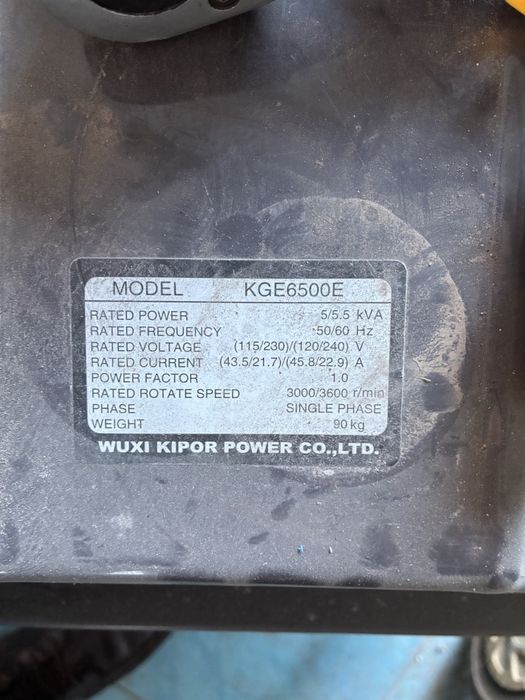 MODEL KGE6500E
RATED POWER 5/5.5 kVA
RATED FREQUENCY 50/60 Hz
RATED VOLTAGE (115/230)/(120/240) V
RATED CURRENT (43.5/21.7)/(45.8/22.9) A
POWER FACTOR 1.0
RATED ROTATE SPEED 3000/3600 r/min
PHASE SINGLE PHASE
WEIGHT 90 kg
WUXI KIPOR POWER CO.,LTD.